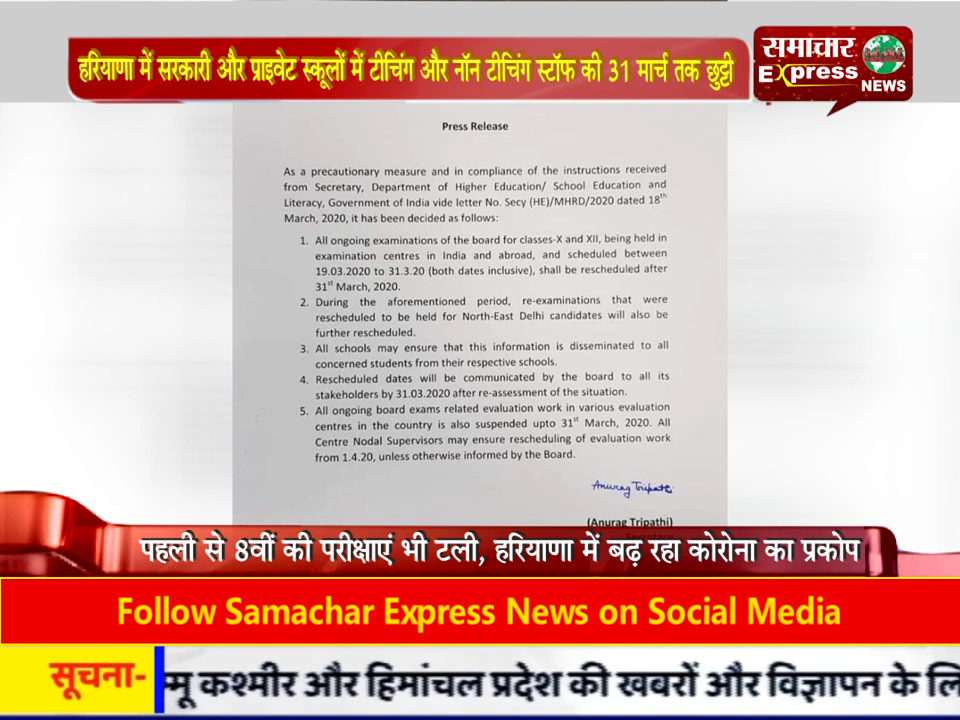 हरियाणा में सरकारी और प्राइवेट स्कूलों में टीचिंग और नॉन टीचिंग स्टॉफ की 31 मार्च तक छुट्टी
समाचार
Express
NEWS
Press Release
As a precautionary measure and in compliance of the instructions received
from Secretary, Department of Higher Education/ School Education and
Literacy, Government of India vide letter No. Secy (HE)/MHRD/2020 dated 18th
March, 2020, it has been decided as follows:
1. All ongoing examinations of the board for classes-X and XII, being held in
examination centres in India and abroad, and scheduled between
19.03.2020 to 31.3.20 (both dates inclusive), shall be rescheduled after
31st March, 2020.
2. During the aforementioned period, re-examinations that were
rescheduled to be held for North-East Delhi candidates will also be
further rescheduled.
3. All schools may ensure that this information is disseminated to all
concerned students from their respective schools.
4. Rescheduled dates will be communicated by the board to all its
stakeholders by 31.03.2020 after re-assessment of the situation.
5. All ongoing board exams related evaluation work in various evaluation
centres in the country is also suspended upto 31st March, 2020. All
Centre Nodal Supervisors may ensure rescheduling of evaluation work
from 1.4.20, unless otherwise informed by the Board.
Anurag Tripathi
(Anurag Tripathi)
Secretary
पहली से 8वीं की परीक्षाएं भी टली, हरियाणा में बढ़ रहा कोरोना का प्रकोप
Follow Samachar Express News on Social Media
सूचना- मू कश्मीर और हिमांचल प्रदेश की खबरों और विज्ञापन के लि